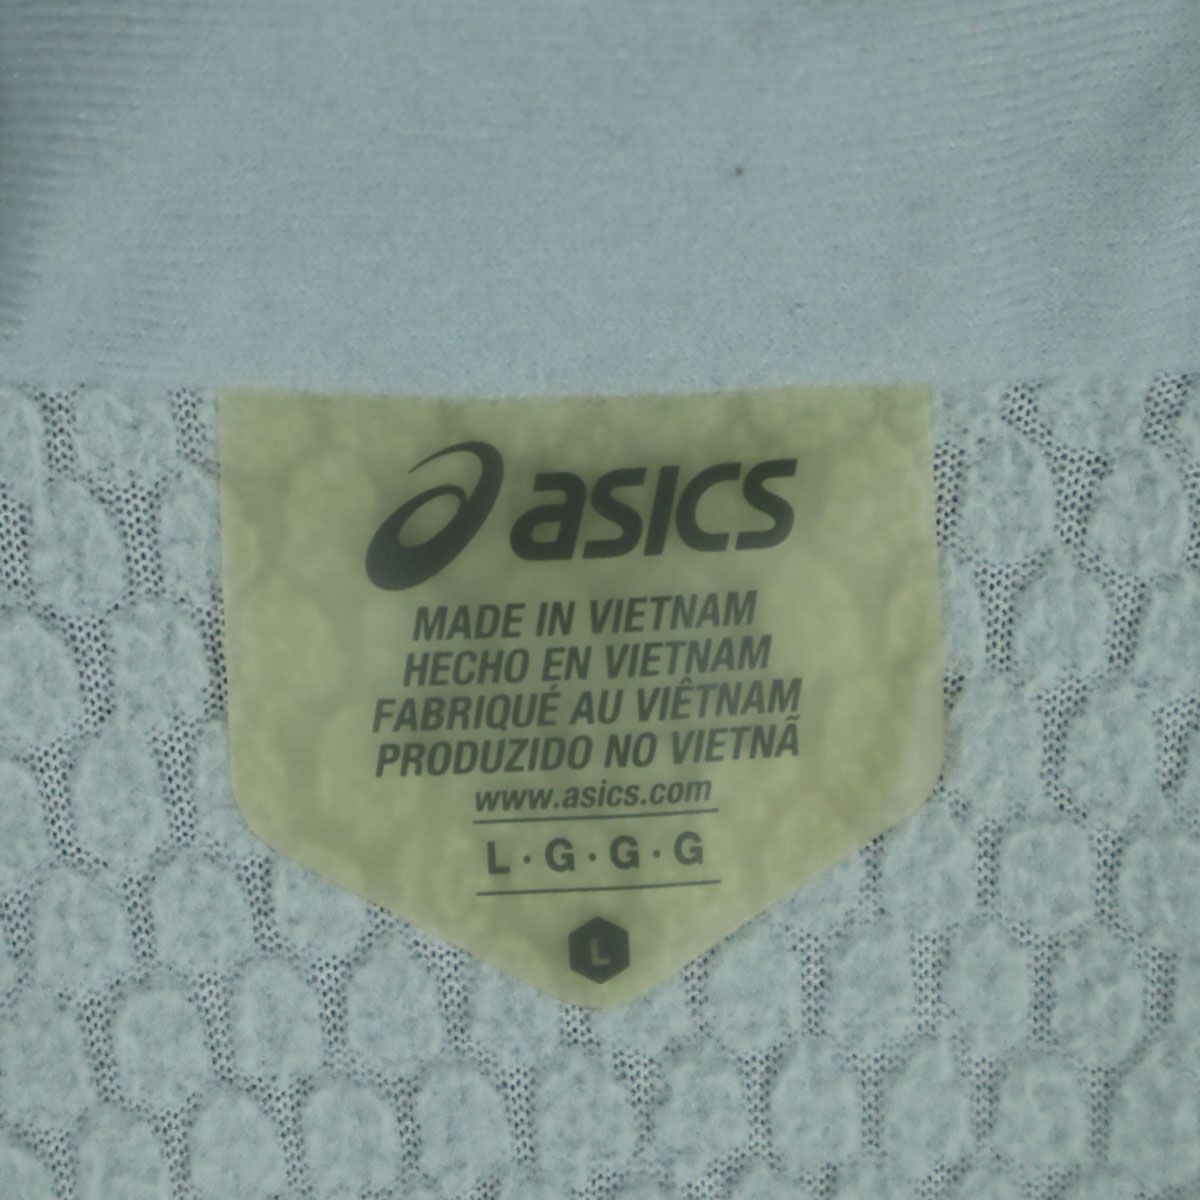 asics
MADE IN VIETNAM
HECHO EN VIETNAM
FABRIQUÉ AU VIÊTNAM
PRODUZIDO NO VIETNÃ
www.asics.com
L·G·G·G
L